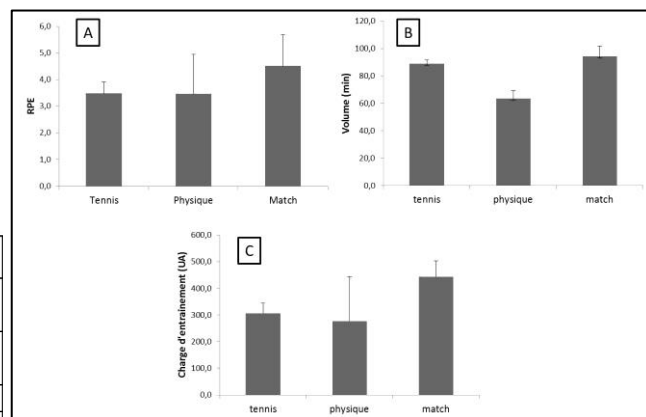 A
RPE
6,0
5,0
4,0
3,0
2,0
1,0
0,0
Tennis Physique Match
B
Volume (min)
120,0
100,0
80,0
60,0
40,0
20,0
0,0
tennis physique match
C
Charge d'entrainement (UA)
600,0
500,0
400,0
300,0
200,0
100,0
0,0
tennis physique match